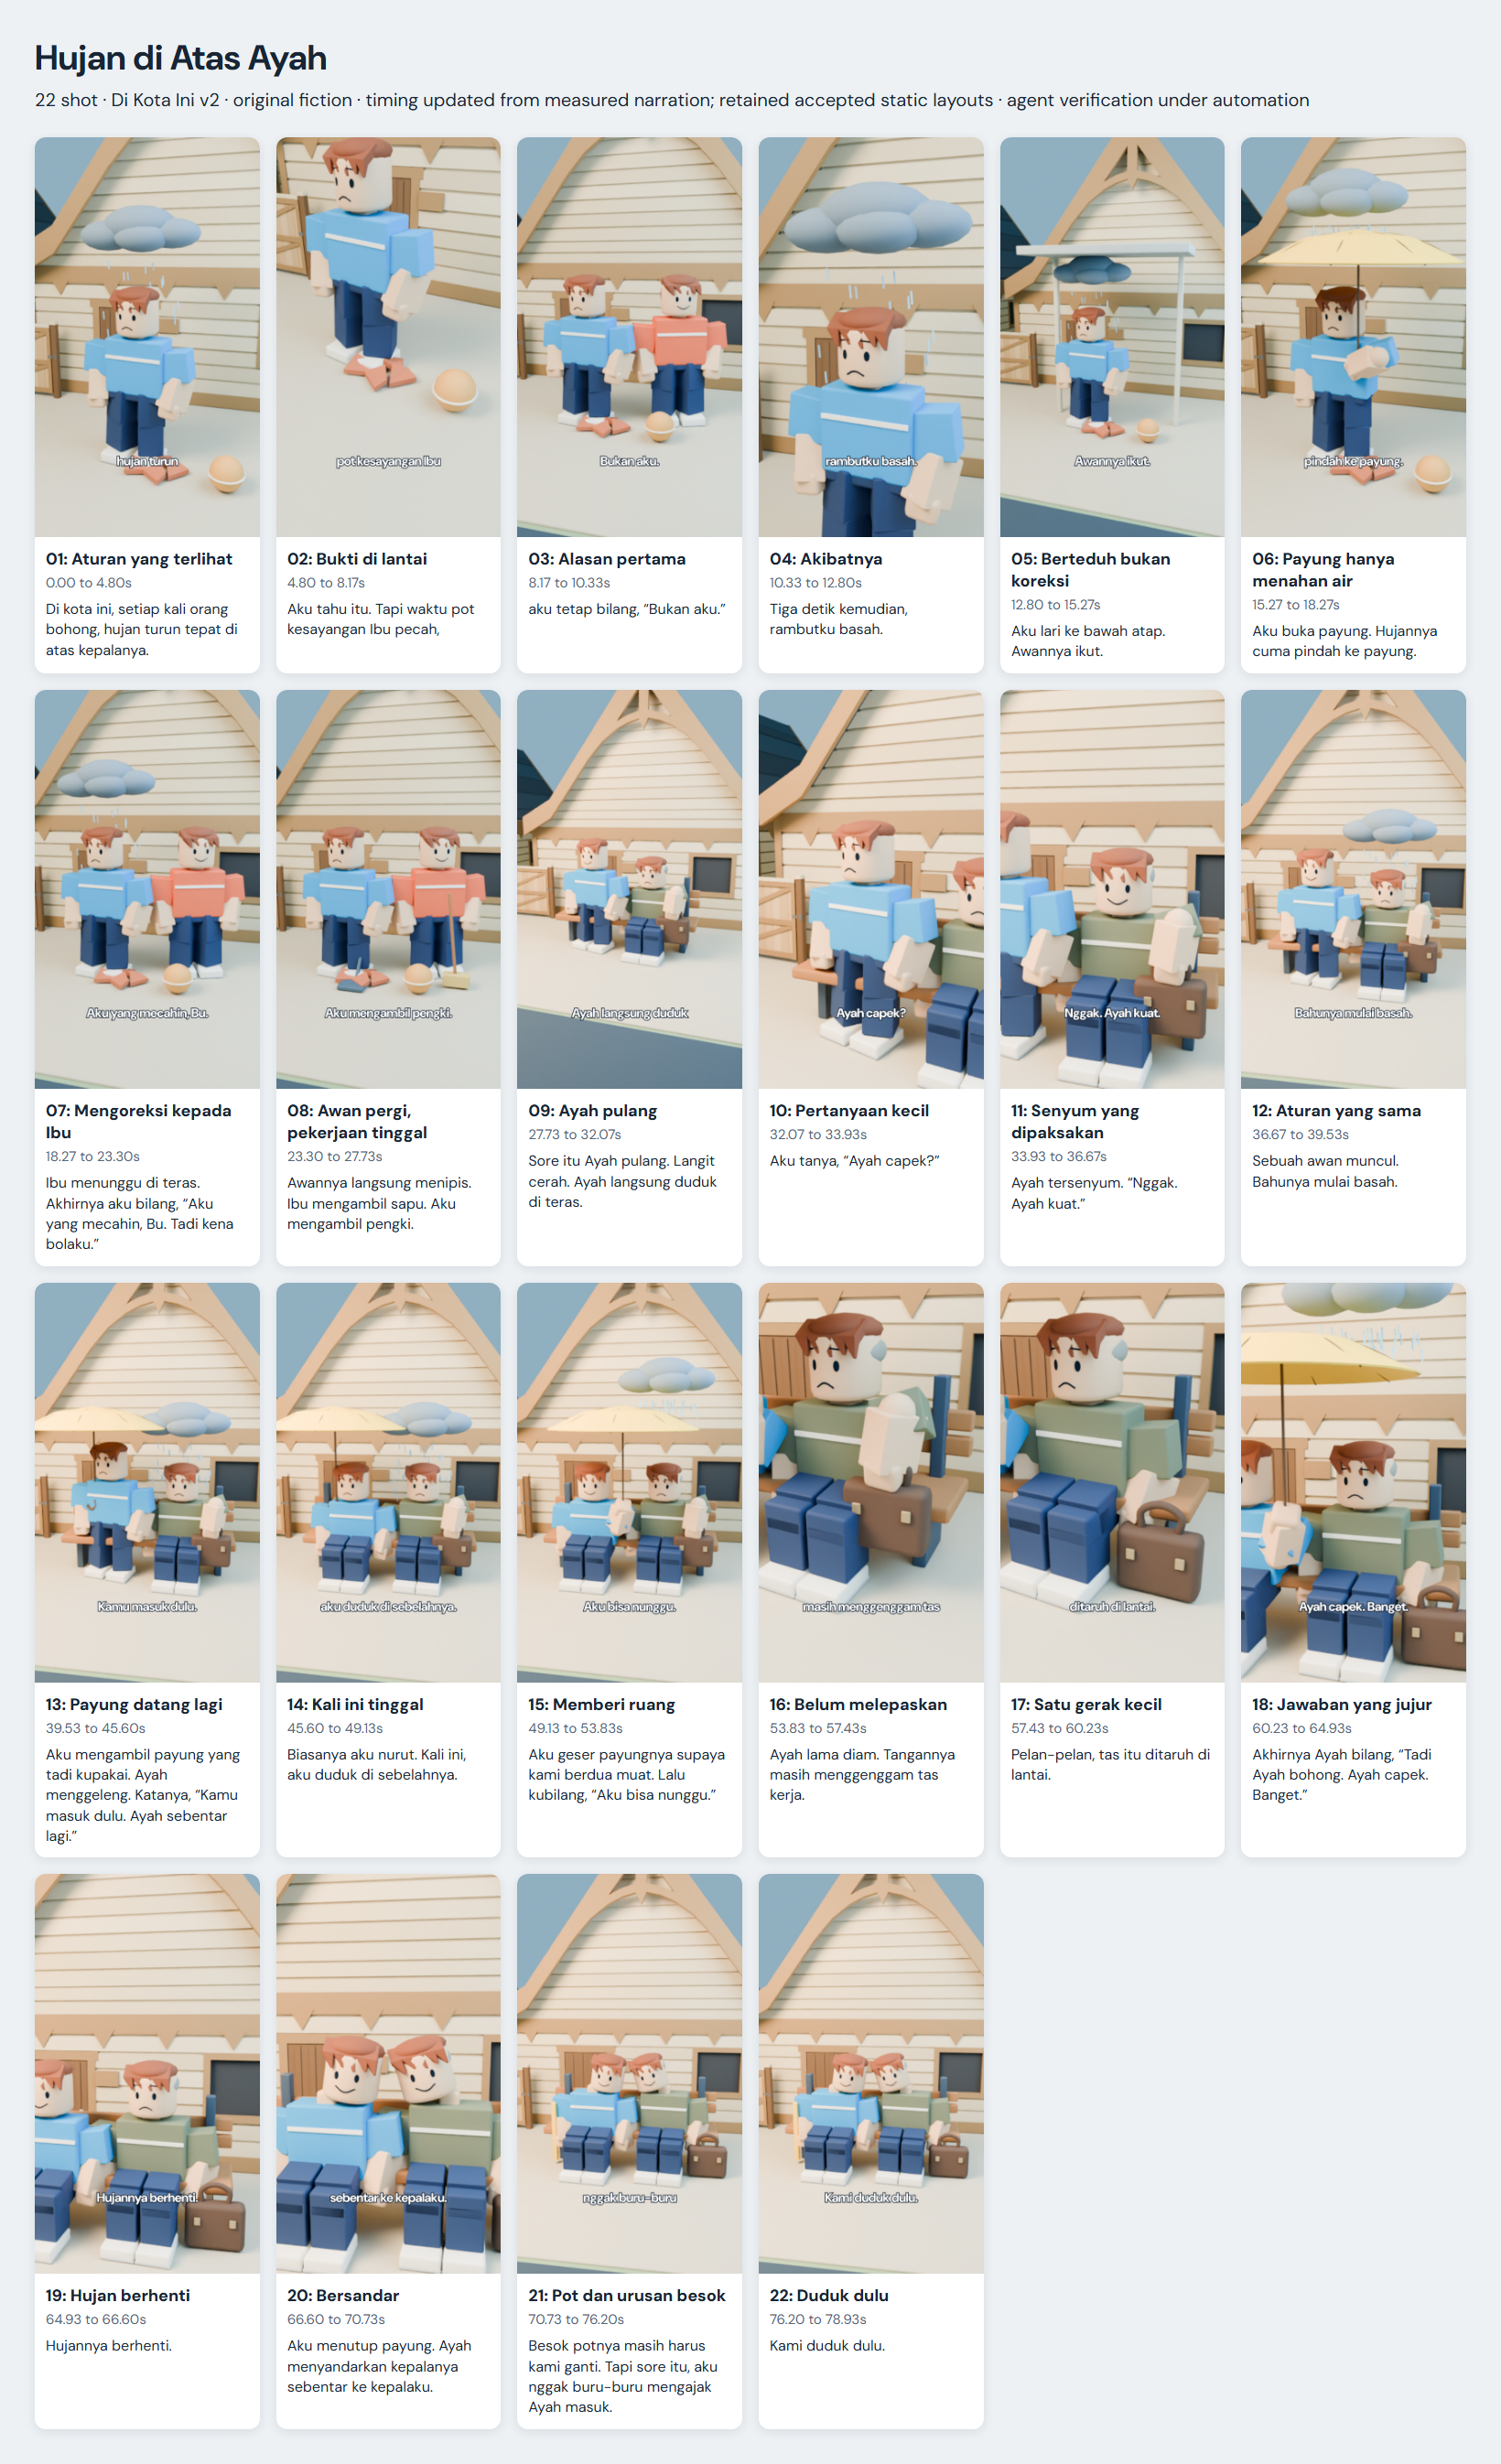 Hujan di Atas Ayah
22 shot · Di Kota Ini v2 · original fiction · timing updated from measured narration; retained accepted static layouts · agent verification under automation
hujan turun
01: Aturan yang terlihat
0.00 to 4.80s
Di kota ini, setiap kali orang
bohong, hujan turun tepat di
atas kepalanya.
pot kesayangan Ibu
02: Bukti di lantai
4.80 to 8.17s
Aku tahu itu. Tapi waktu pot
kesayangan Ibu pecah,
Bukan aku.
03: Alasan pertama
8.17 to 10.33s
aku tetap bilang, “Bukan aku.”
rambutku basah.
04: Akibatnya
10.33 to 12.80s
Tiga detik kemudian,
rambutku basah.
Awannya ikut.
05: Berteduh bukan
koreksi
12.80 to 15.27s
Aku lari ke bawah atap.
Awannya ikut.
pindah ke payung.
06: Payung hanya
menahan air
15.27 to 18.27s
Aku buka payung. Hujannya
cuma pindah ke payung.
Aku yang mecahin, Bu.
07: Mengoreksi kepada
Ibu
18.27 to 23.30s
Ibu menunggu di teras.
Akhirnya aku bilang, “Aku
yang mecahin, Bu. Tadi kena
bolaku.”
Aku mengambil pengki.
08: Awan pergi,
pekerjaan tinggal
23.30 to 27.73s
Awannya langsung menipis.
Ibu mengambil sapu. Aku
mengambil pengki.
Ayah langsung duduk
09: Ayah pulang
27.73 to 32.07s
Sore itu Ayah pulang. Langit
cerah. Ayah langsung duduk
di teras.
Ayah capek?
10: Pertanyaan kecil
32.07 to 33.93s
Aku tanya, “Ayah capek?”
Nggak. Ayah kuat.
11: Senyum yang
dipaksakan
33.93 to 36.67s
Ayah tersenyum. “Nggak.
Ayah kuat.”
Bahunya mulai basah.
12: Aturan yang sama
36.67 to 39.53s
Sebuah awan muncul.
Bahunya mulai basah.
Kamu masuk dulu.
13: Payung datang lagi
39.53 to 45.60s
Aku mengambil payung yang
tadi kupakai. Ayah
menggeleng. Katanya, “Kamu
masuk dulu. Ayah sebentar
lagi.”
aku duduk di sebelahnya.
14: Kali ini tinggal
45.60 to 49.13s
Biasanya aku nurut. Kali ini,
aku duduk di sebelahnya.
Aku bisa nunggu.
15: Memberi ruang
49.13 to 53.83s
Aku geser payungnya supaya
kami berdua muat. Lalu
kubilang, “Aku bisa nunggu.”
masih menggenggam tas
16: Belum melepaskan
53.83 to 57.43s
Ayah lama diam. Tangannya
masih menggenggam tas
kerja.
ditaruh di lantai.
17: Satu gerak kecil
57.43 to 60.23s
Pelan-pelan, tas itu ditaruh di
lantai.
Ayah capek. Banget.
18: Jawaban yang jujur
60.23 to 64.93s
Akhirnya Ayah bilang, “Tadi
Ayah bohong. Ayah capek.
Banget.”
Hujannya berhenti.
19: Hujan berhenti
64.93 to 66.60s
Hujannya berhenti.
sebentar ke kepalaku.
20: Bersandar
66.60 to 70.73s
Aku menutup payung. Ayah
menyandarkan kepalanya
sebentar ke kepalaku.
nggak buru-buru
21: Pot dan urusan besok
70.73 to 76.20s
Besok potnya masih harus
kami ganti. Tapi sore itu, aku
nggak buru-buru mengajak
Ayah masuk.
Kami duduk dulu.
22: Duduk dulu
76.20 to 78.93s
Kami duduk dulu.